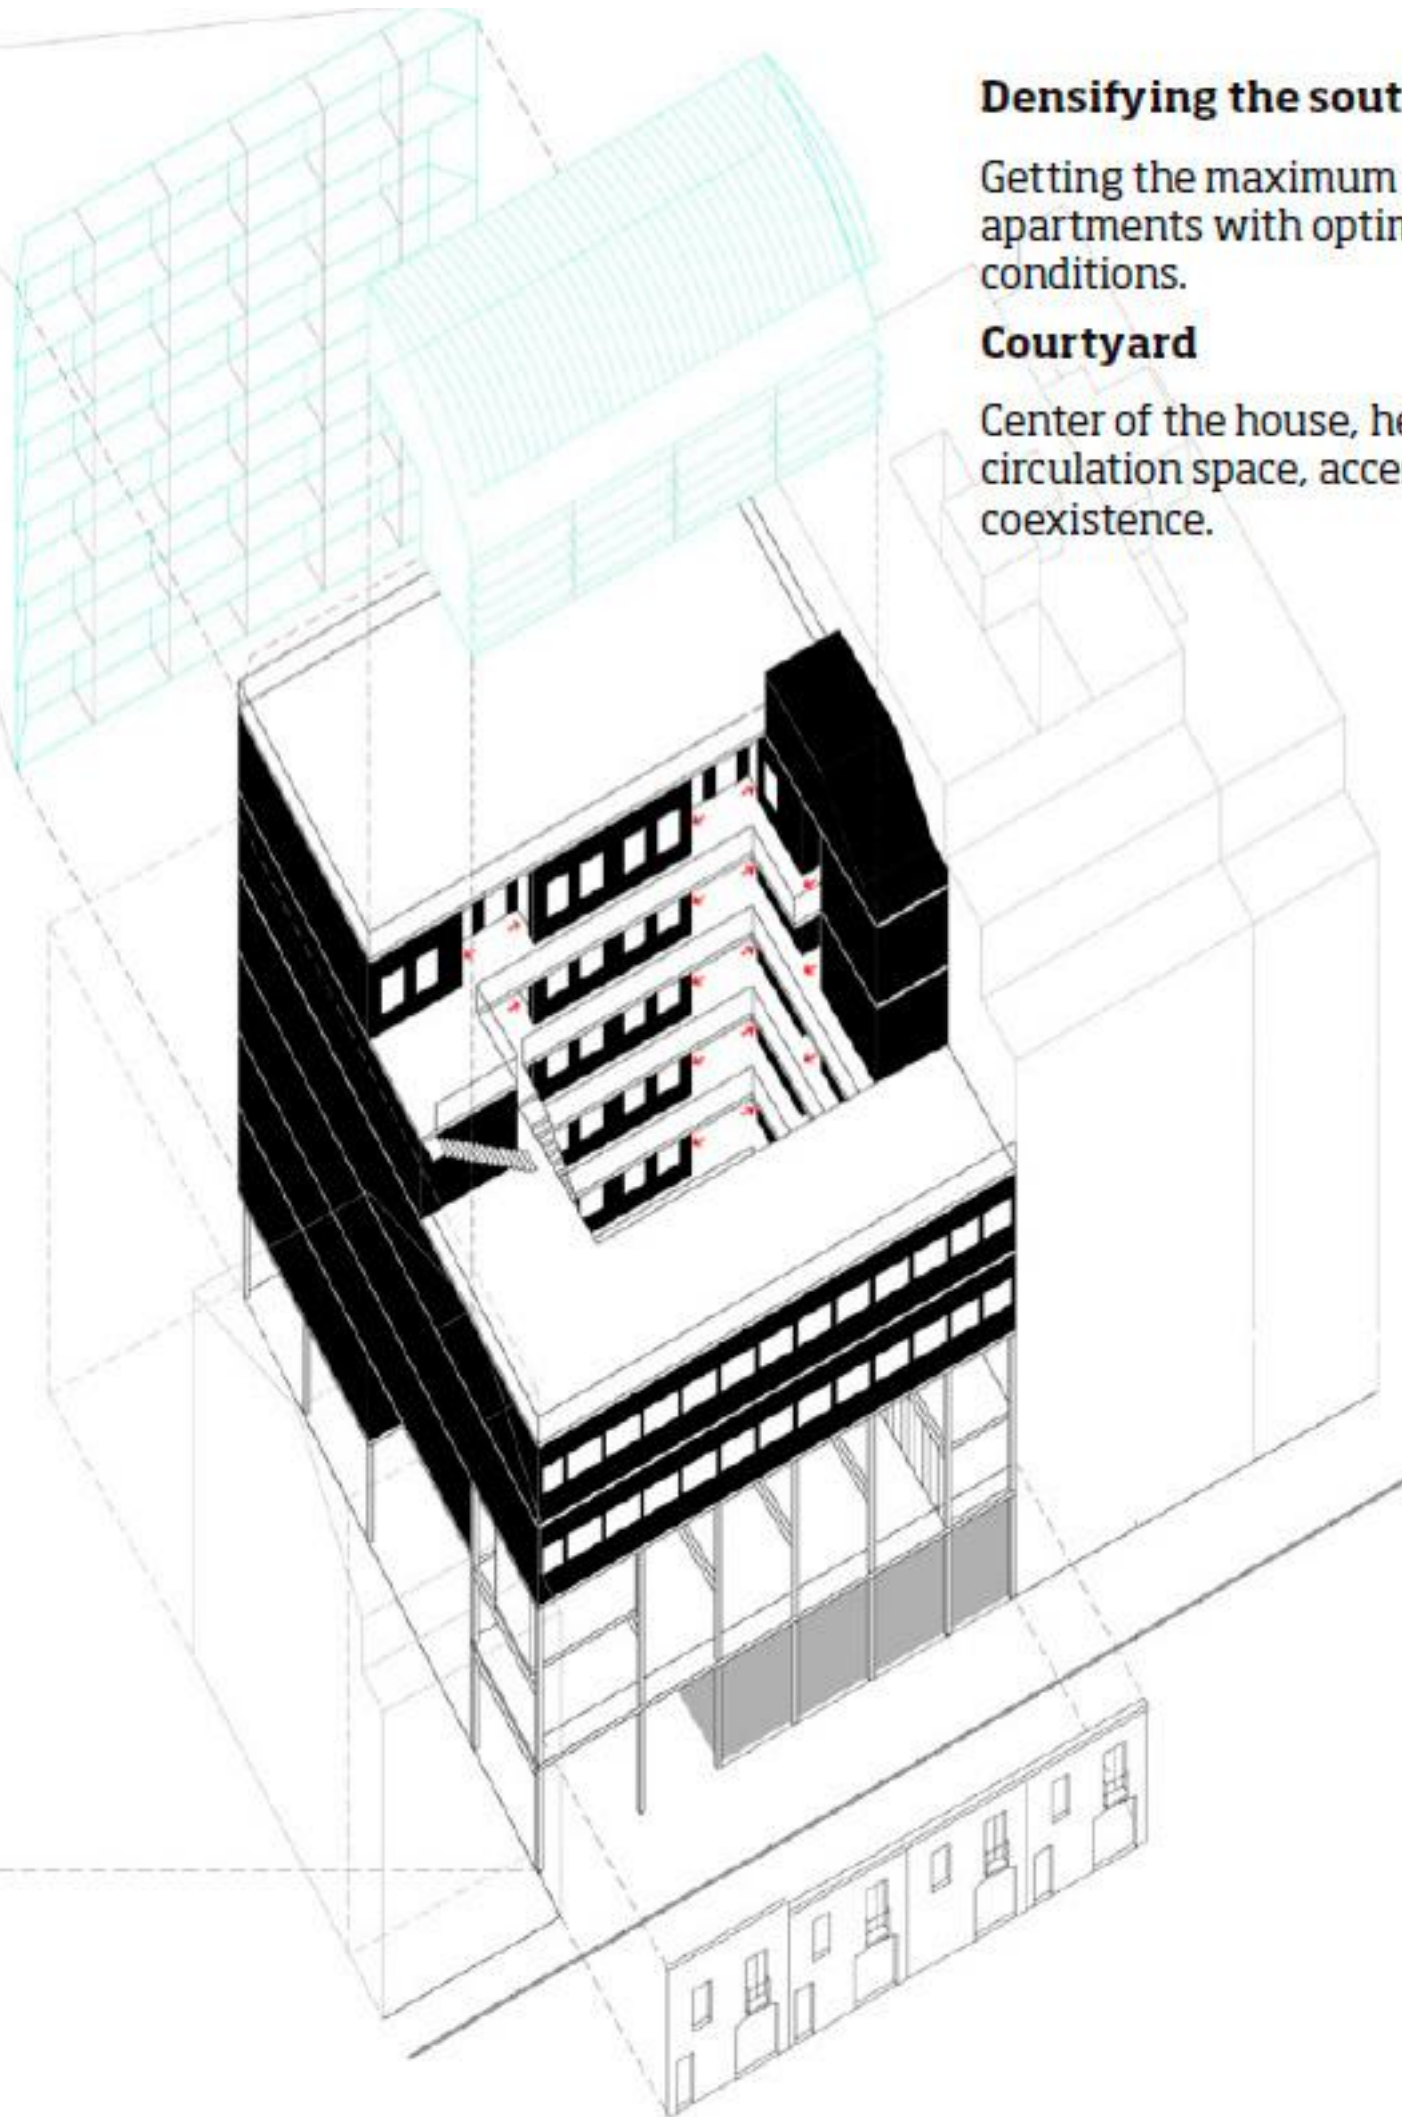 Densifying the sout
Getting the maximum
apartments with optim
conditions.
Courtyard
Center of the house, he
circulation space, acce
coexistence.